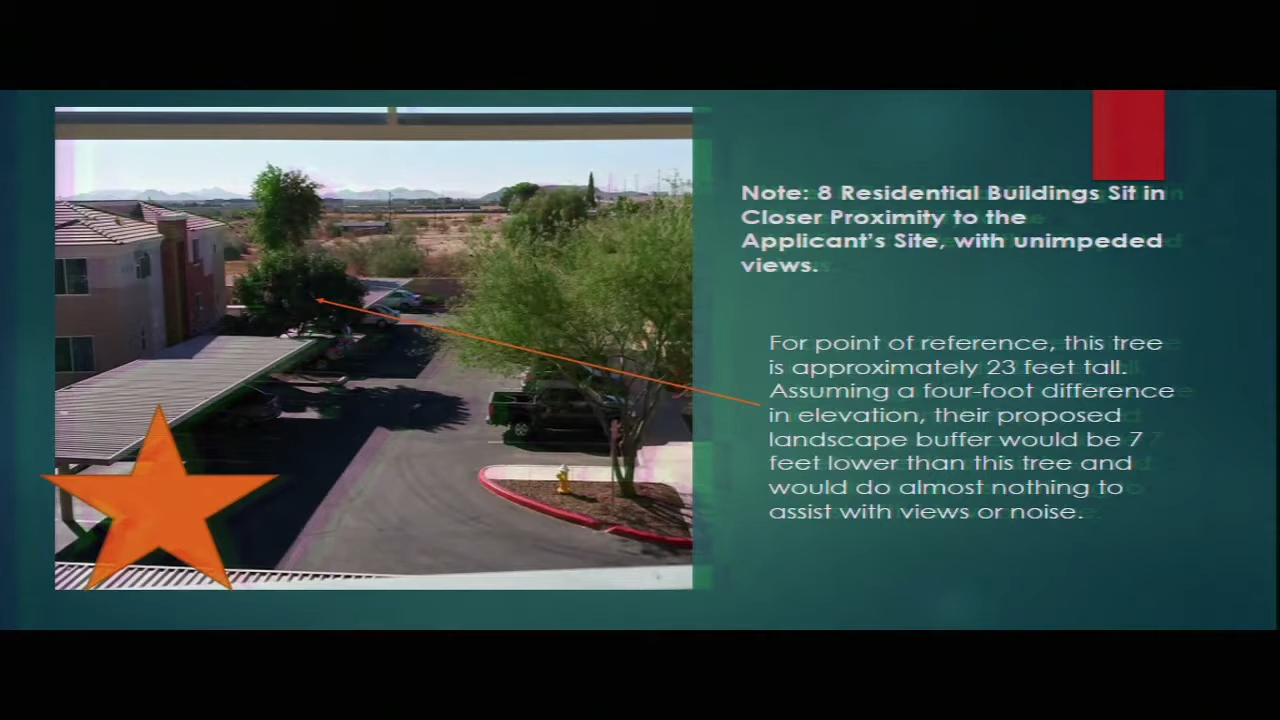 Note: 8 Residential Buildings Sit in
Closer Proximity to the
Applicant's Site, with unimpeded
views.
For point of reference, this tree
is approximately 23 feet tall.
Assuming a four-foot difference
in elevation, their proposed
landscape buffer would be 7
feet lower than this tree and
would do almost nothing to
assist with views or noise.